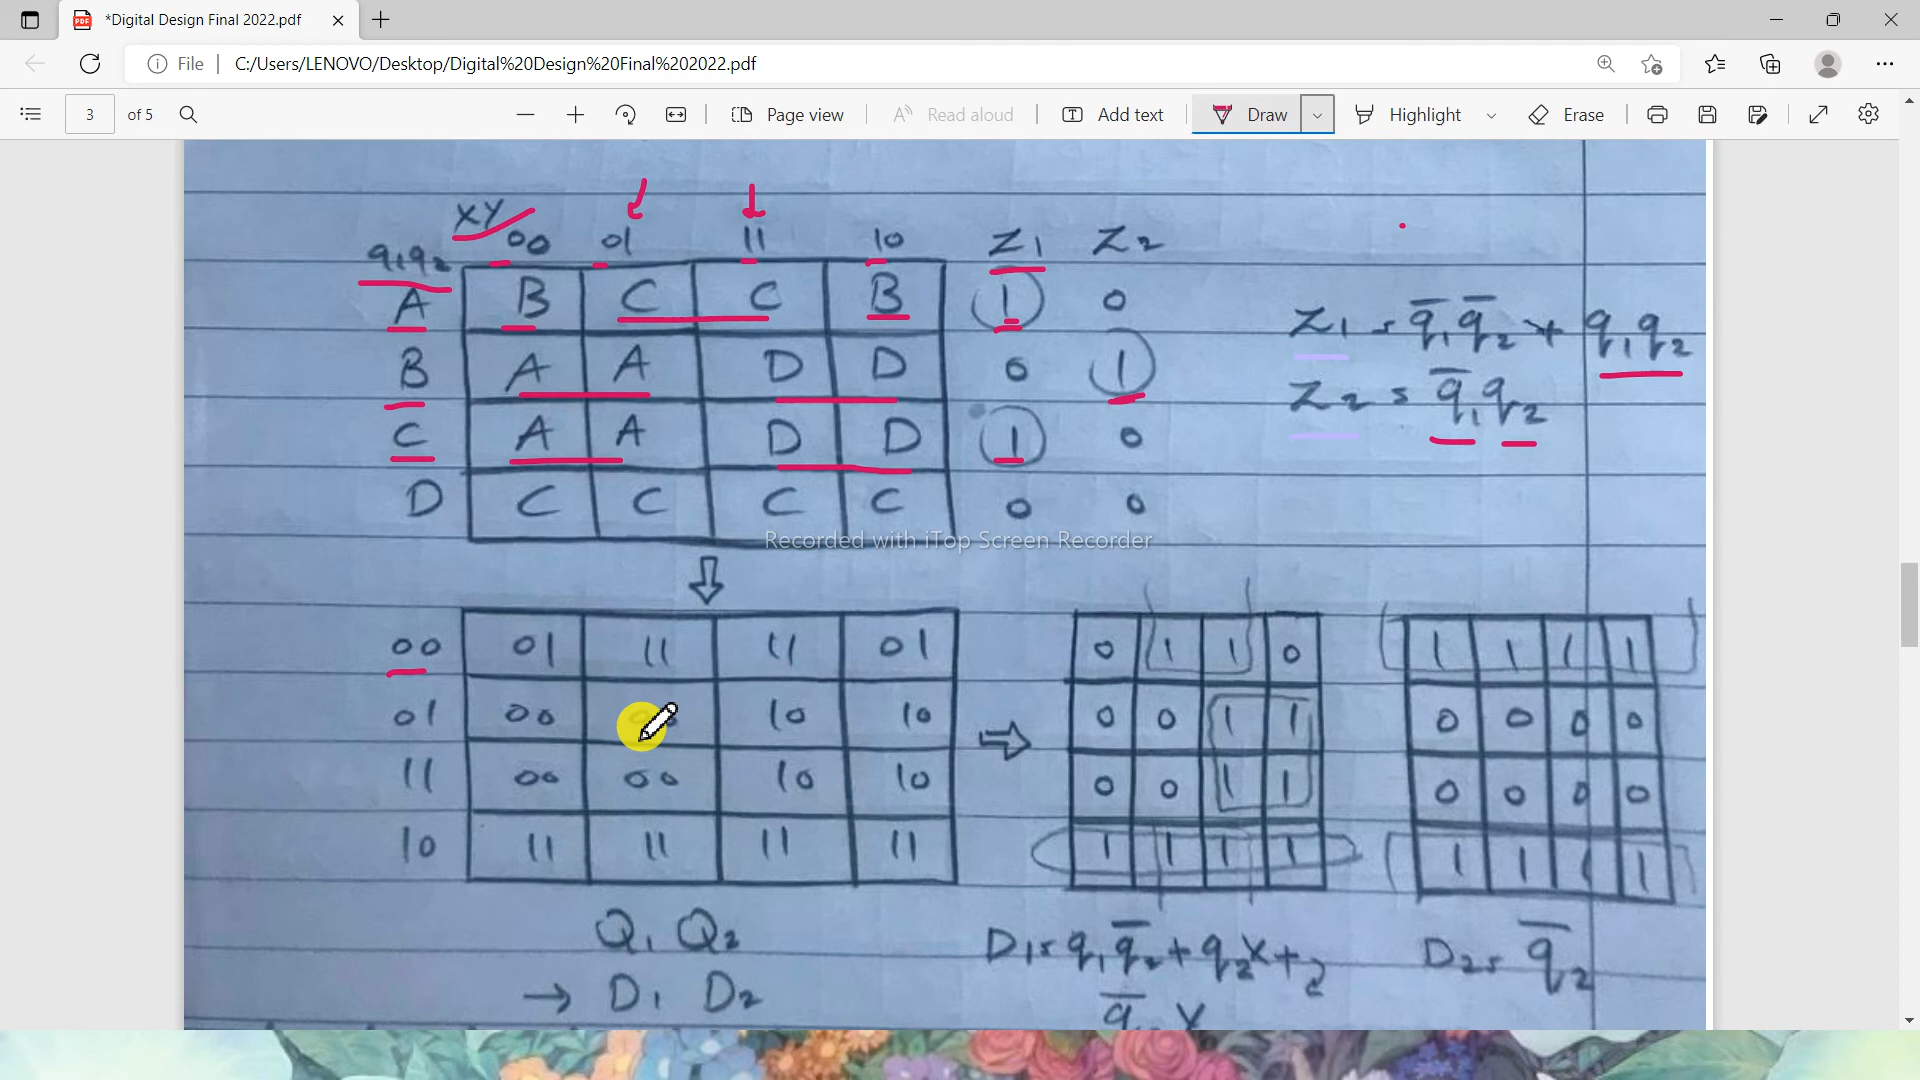 *Digital Design Final 2022.pdf
File C:/Users/LENOVO/Desktop/Digital%20Design%20Final%202022.pdf
3 of 5 Page view Read aloud Add text Draw Highlight Erase
XY
q₁q₂ 00 01 11 10 Z₁ Z₂
A B C C B 1 0
B A A D D 0 1
C A A D D 1 0
D C C C C 0 0
Z₁ = q̅₁q̅₂ + q₁q₂
Z₂ = q̅₁q₂
Recorded with iTop Screen Recorder
00 01 11 11 01
01 00 10 10
11 00 00 10 10
10 11 11 11 11
0 1 1 0
0 0 1 1
0 0 1 1
1 1 1 1
1 1 1 1
0 0 0 0
0 0 0 0
1 1 1 1
Q₁ Q₂
→ D₁ D₂
D₁ = q₁q̅₂ + q₂X +
D₂ = q̅₂